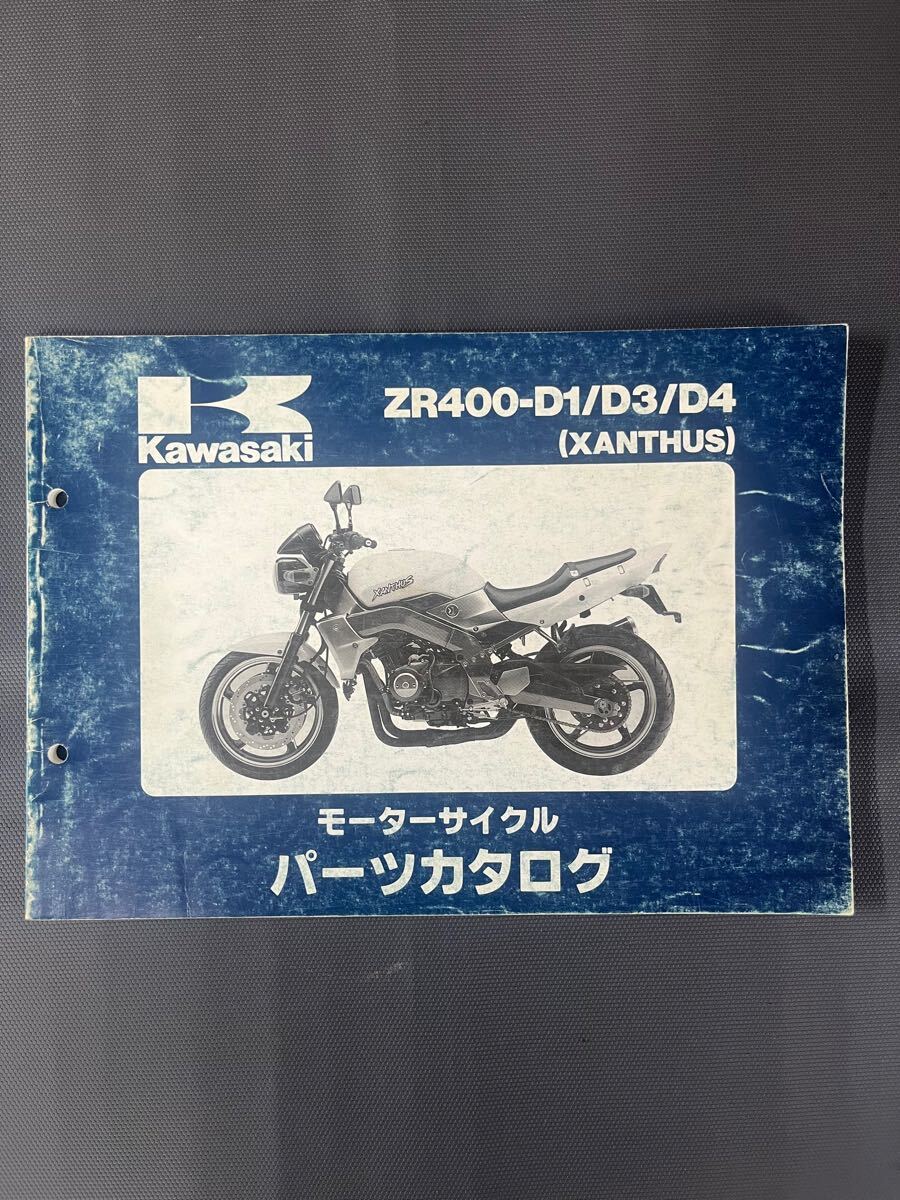 Kawasaki
ZR400-D1/D3/D4
(XANTHUS)
XANTHUS
モーターサイクル
パーツカタログ